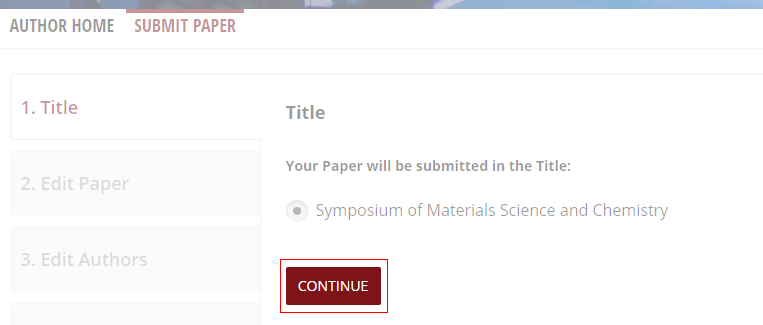 AUTHOR HOME SUBMIT PAPER
1. Title
2. Edit Paper
3. Edit Authors
Title
Your Paper will be submitted in the Title:
Symposium of Materials Science and Chemistry
CONTINUE